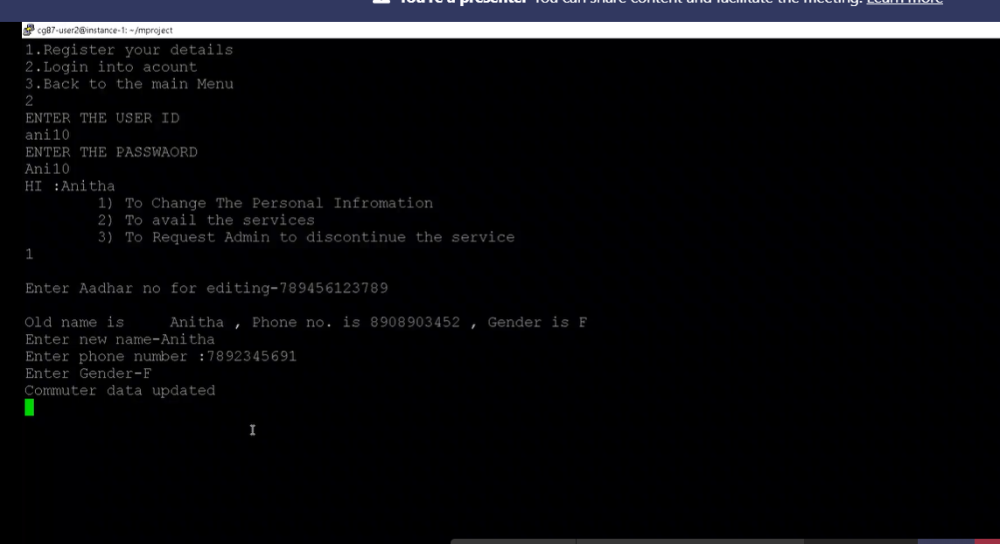 You're a presenter You can share content and facilitate the meeting. Learn more
cg87-user2@instance-1: ~/mproject
1.Register your details
2.Login into acount
3.Back to the main Menu
2
ENTER THE USER ID
ani10
ENTER THE PASSWAORD
Ani10
HI :Anitha
1) To Change The Personal Infromation
2) To avail the services
3) To Request Admin to discontinue the service
1
Enter Aadhar no for editing-789456123789
Old name is     Anitha , Phone no. is 8908903452 , Gender is F
Enter new name-Anitha
Enter phone number :7892345691
Enter Gender-F
Commuter data updated